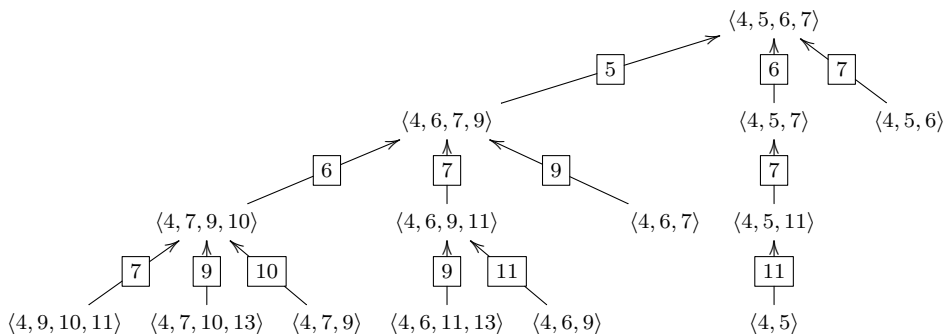 ⟨4, 5, 6, 7⟩
5 6 7
⟨4, 6, 7, 9⟩ ⟨4, 5, 7⟩ ⟨4, 5, 6⟩
6 7 9 7
⟨4, 7, 9, 10⟩ ⟨4, 6, 9, 11⟩ ⟨4, 6, 7⟩ ⟨4, 5, 11⟩
7 9 10 9 11 11
⟨4, 9, 10, 11⟩ ⟨4, 7, 10, 13⟩ ⟨4, 7, 9⟩ ⟨4, 6, 11, 13⟩ ⟨4, 6, 9⟩ ⟨4, 5⟩